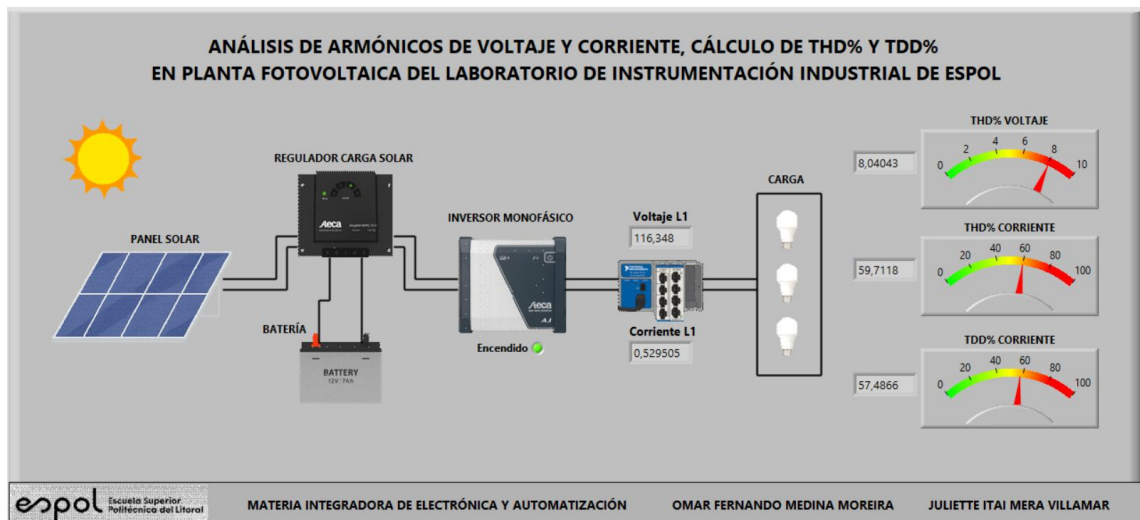 ANÁLISIS DE ARMÓNICOS DE VOLTAJE Y CORRIENTE, CÁLCULO DE THD% Y TDD%
EN PLANTA FOTOVOLTAICA DEL LABORATORIO DE INSTRUMENTACIÓN INDUSTRIAL DE ESPOL
PANEL SOLAR
REGULADOR CARGA SOLAR
Aeca
BATERÍA
BATTERY
12V / 7Ah
INVERSOR MONOFÁSICO
Aeca
Encendido
Voltaje L1
116,348
Corriente L1
0,529505
CARGA
THD% VOLTAJE
8,04043
0 2 4 6 8 10
THD% CORRIENTE
59,7118
0 20 40 60 80 100
TDD% CORRIENTE
57,4866
0 20 40 60 80 100
espol Escuela Superior
Politécnica del Litoral
MATERIA INTEGRADORA DE ELECTRÓNICA Y AUTOMATIZACIÓN
OMAR FERNANDO MEDINA MOREIRA
JULIETTE ITAI MERA VILLAMAR